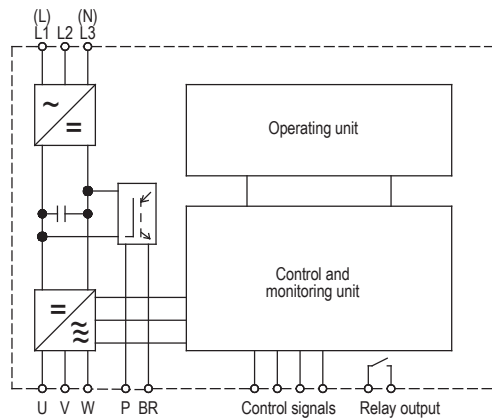 (L) (N)
L1 L2 L3
~
=
Operating unit
Control and
monitoring unit
=
≈
U V W P BR Control signals Relay output